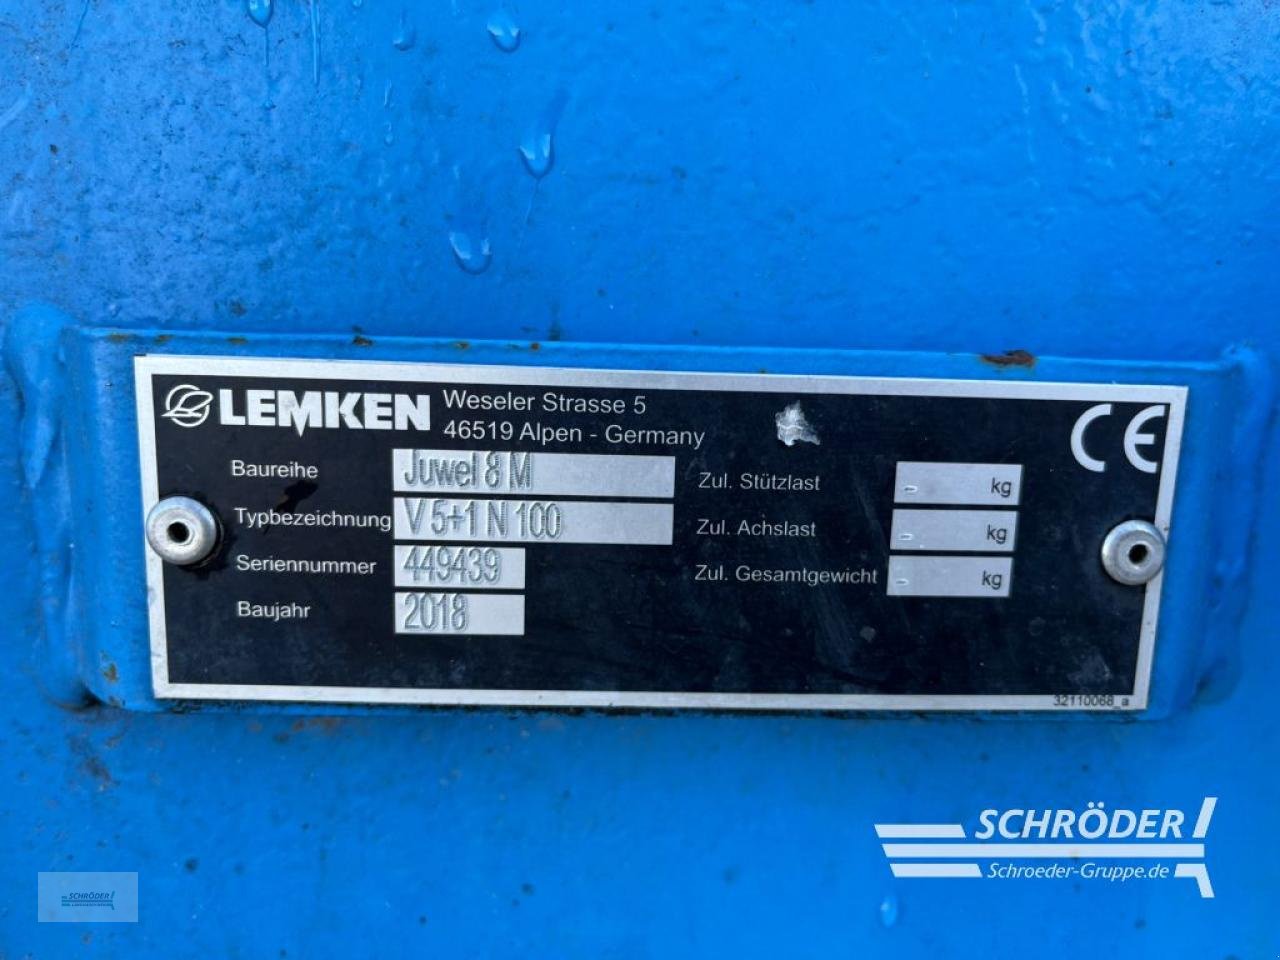 LEMKEN
Weseler Strasse 5
46519 Alpen - Germany
CE
Baureihe Juwel 8 M
Zul. Stützlast - kg
Typbezeichnung V 5+1 N 100
Zul. Achslast - kg
Seriennummer 449439
Zul. Gesamtgewicht - kg
Baujahr 2018
32110068_a
SCHRÖDER
Schroeder-Gruppe.de
SCHRÖDER